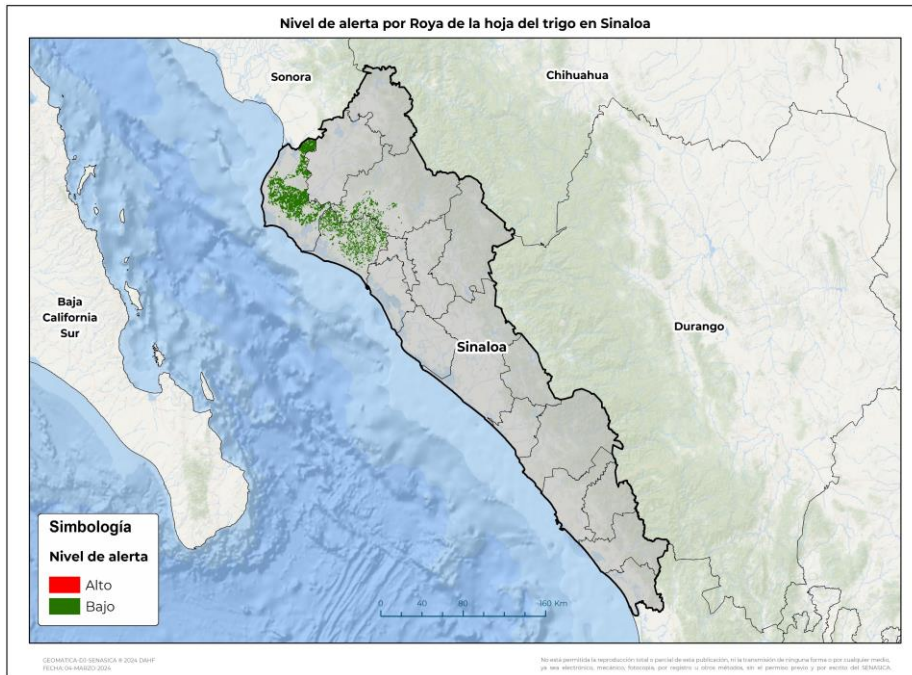 Nivel de alerta por Roya de la hoja del trigo en Sinaloa
Sonora
Chihuahua
Baja
California
Sur
Durango
Sinaloa
Simbología
Nivel de alerta
Alto
Bajo
0 40 80 160 Km
GEOMÁTICA-DJ-SENASICA ® 2024 DAHF
FECHA: 04-MARZO-2024
No está permitida la reproducción total o parcial de esta publicación, ni la transmisión de ninguna forma o por cualquier medio,
ya sea electrónico, mecánico, fotocopia, por registro u otros métodos, sin el permiso previo y por escrito del SENASICA.